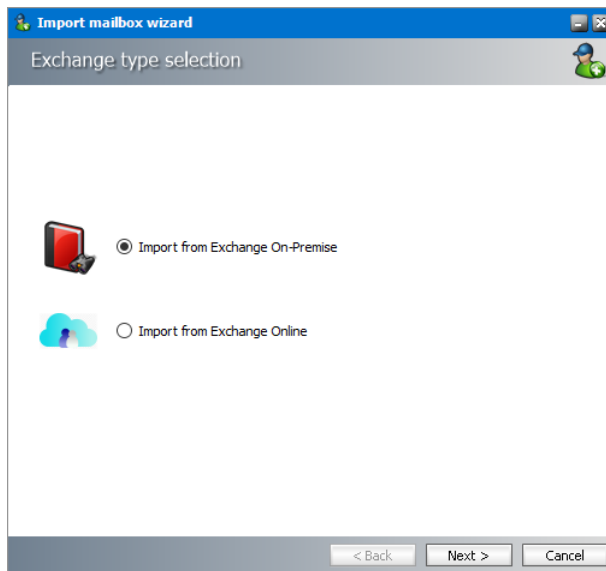 Import mailbox wizard
Exchange type selection
Import from Exchange On-Premise
Import from Exchange Online
< Back Next > Cancel